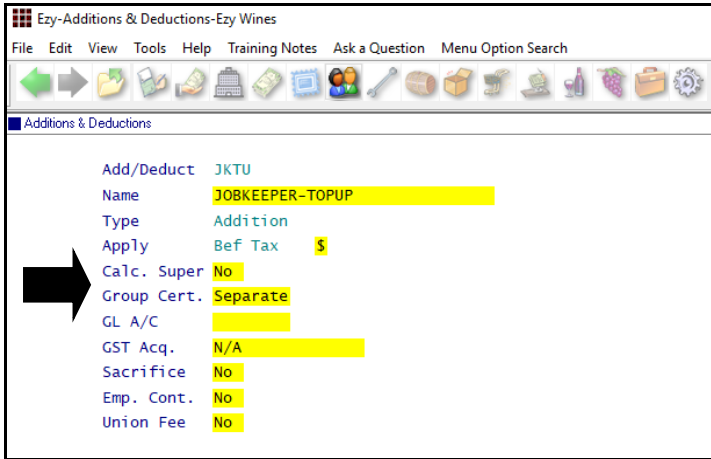 Ezy-Additions & Deductions-Ezy Wines
File Edit View Tools Help Training Notes Ask a Question Menu Option Search
Additions & Deductions
Add/Deduct JKTU
Name JOBKEEPER-TOPUP
Type Addition
Apply Bef Tax $
Calc. Super No
Group Cert. Separate
GL A/C
GST Acq. N/A
Sacrifice No
Emp. Cont. No
Union Fee No